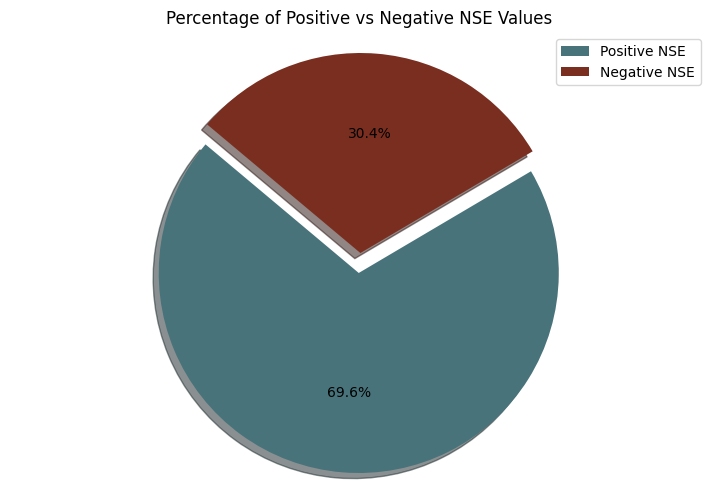 Percentage of Positive vs Negative NSE Values
Positive NSE
Negative NSE
30.4%
69.6%